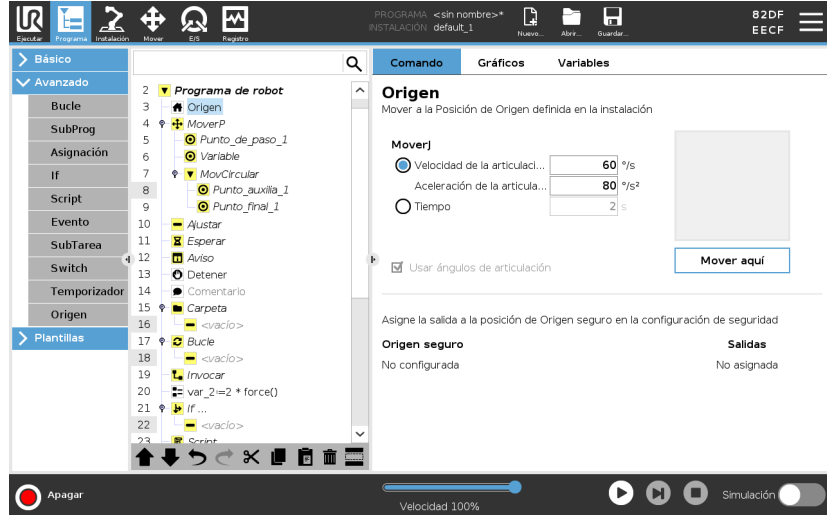 PROGRAMA <sin nombre>*
INSTALACIÓN default_1
Ejecutar Programa Instalación Mover E/S Registro
Nuevo... Abrir... Guardar...
82DF
EECF
Básico
Avanzado
Bucle
SubProg
Asignación
If
Script
Evento
SubTarea
Switch
Temporizador
Origen
Plantillas
2 Programa de robot
3 Origen
4 MoverP
5 Punto_de_paso_1
6 Variable
7 MovCircular
8 Punto_auxilia_1
9 Punto_final_1
10 Ajustar
11 Esperar
12 Aviso
13 Detener
14 Comentario
15 Carpeta
16 <vacío>
17 Bucle
18 <vacío>
19 Invocar
20 var_2≔2 * force()
21 If ...
22 <vacío>
23 Script
Comando Gráficos Variables
Origen
Mover a la Posición de Origen definida en la instalación
MoverJ
Velocidad de la articulaci... 60 °/s
Aceleración de la articula... 80 °/s²
Tiempo 2 s
Mover aquí
Usar ángulos de articulación
Asigne la salida a la posición de Origen seguro en la configuración de seguridad
Origen seguro Salidas
No configurada No asignada
Apagar
Velocidad 100%
Simulación